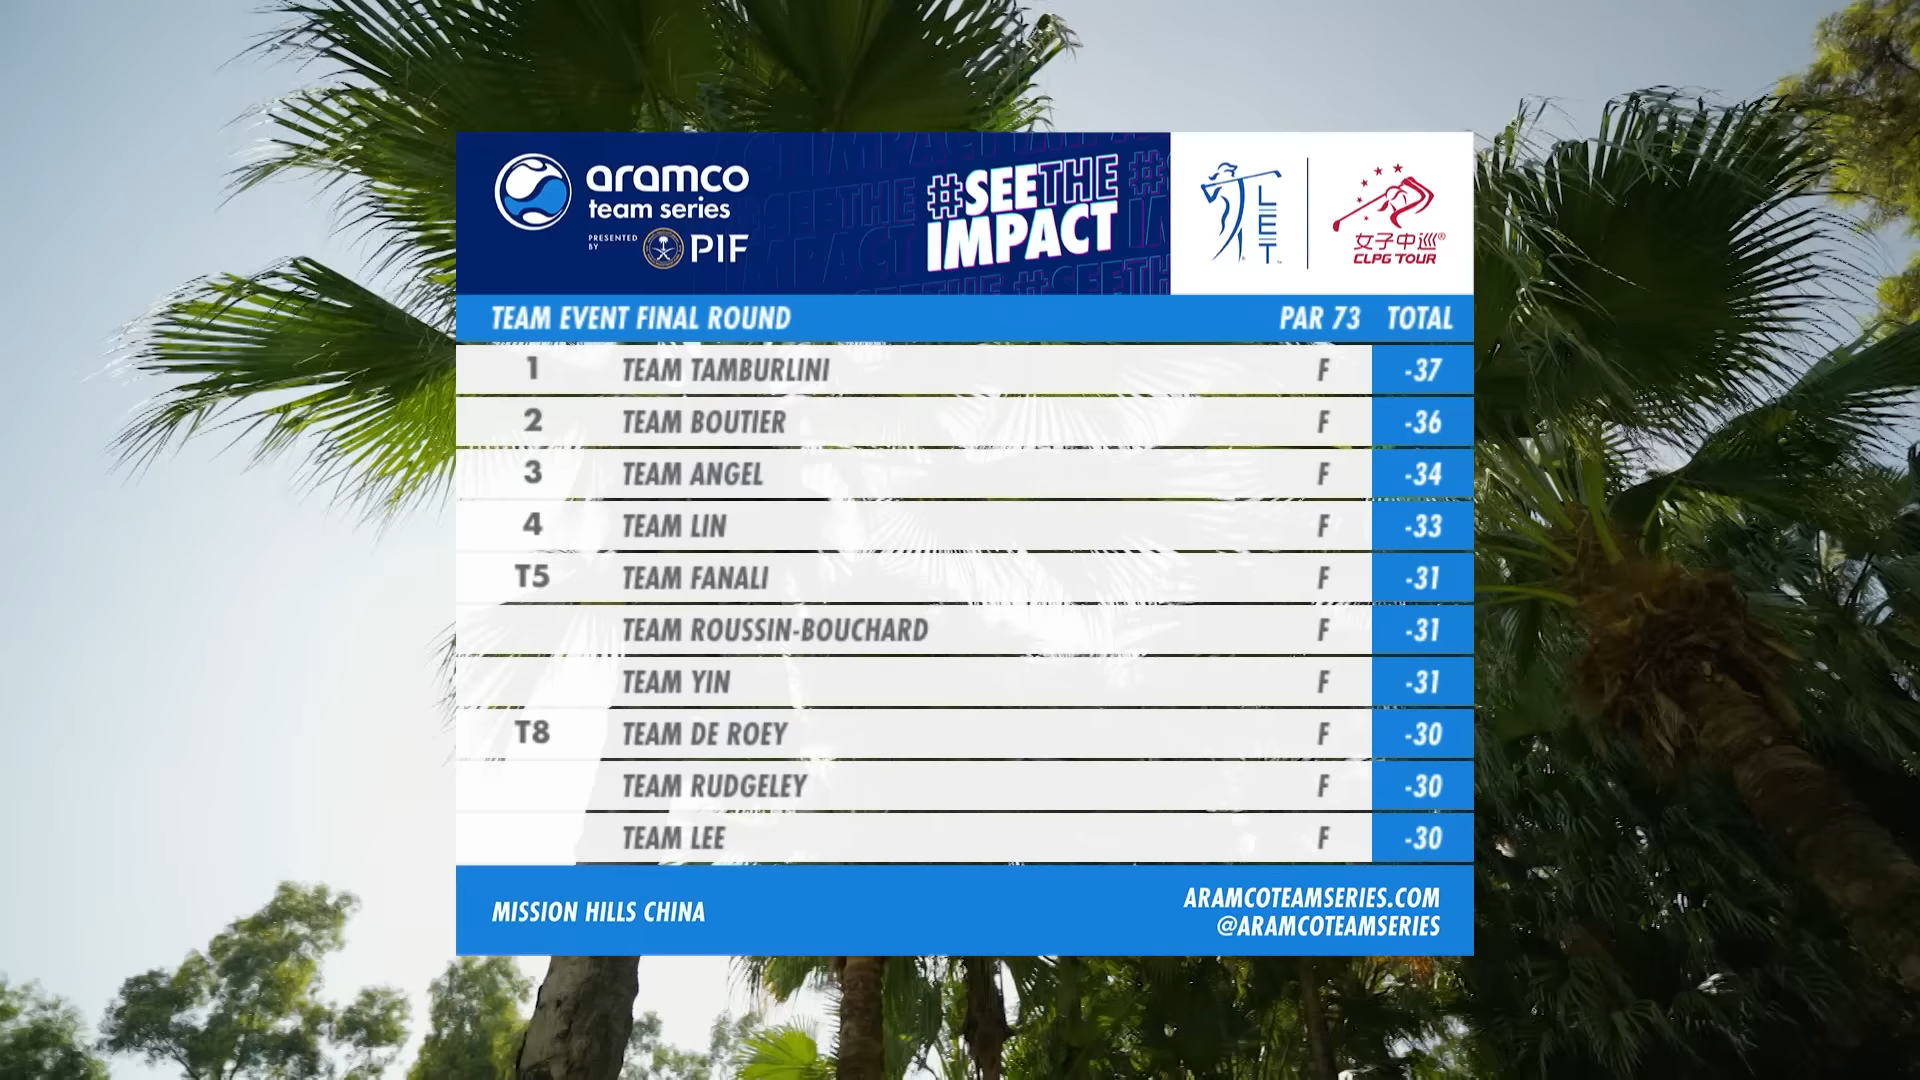 aramco
team series
PRESENTED BY PIF
#SEETHE
IMPACT
LET
女子中巡®
CLPG TOUR
TEAM EVENT FINAL ROUND PAR 73 TOTAL
1 TEAM TAMBURLINI F -37
2 TEAM BOUTIER F -36
3 TEAM ANGEL F -34
4 TEAM LIN F -33
T5 TEAM FANALI F -31
TEAM ROUSSIN-BOUCHARD F -31
TEAM YIN F -31
T8 TEAM DE ROEY F -30
TEAM RUDGELEY F -30
TEAM LEE F -30
MISSION HILLS CHINA
ARAMCOTEAMSERIES.COM
@ARAMCOTEAMSERIES